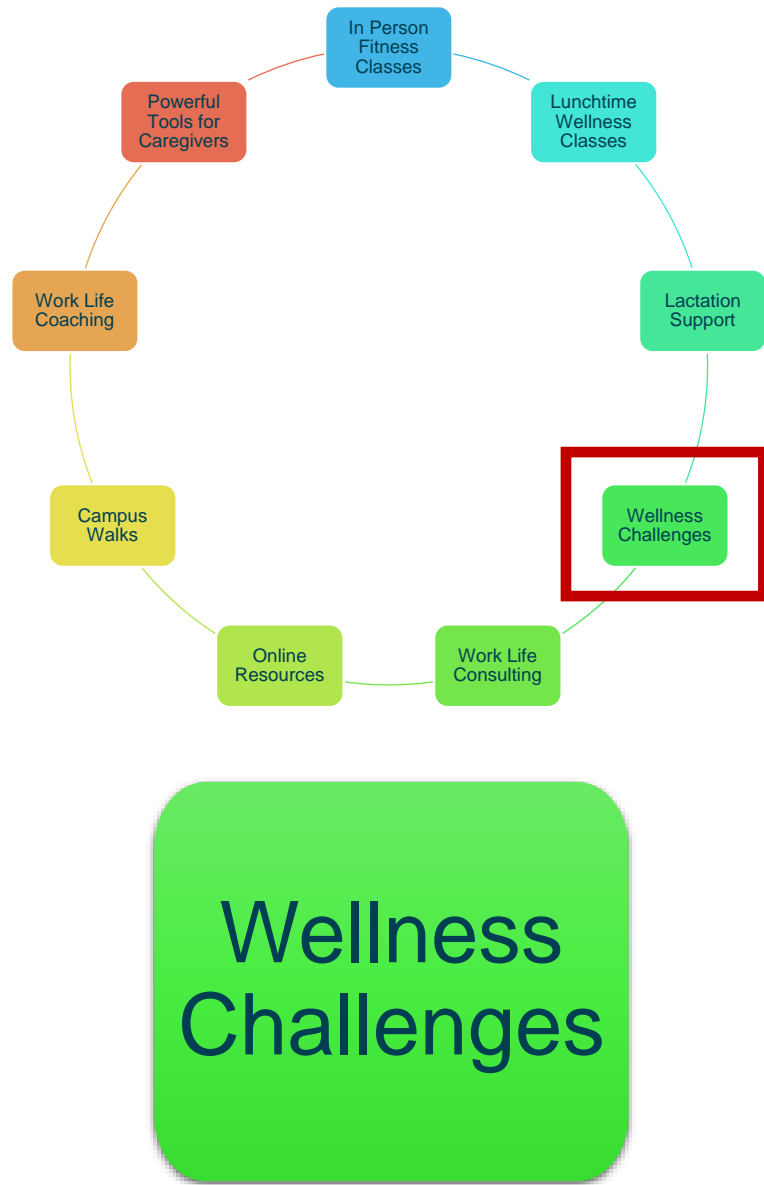 In Person
Fitness
Classes
Lunchtime
Wellness
Classes
Lactation
Support
Wellness
Challenges
Work Life
Consulting
Online
Resources
Campus
Walks
Work Life
Coaching
Powerful
Tools for
Caregivers
Wellness
Challenges